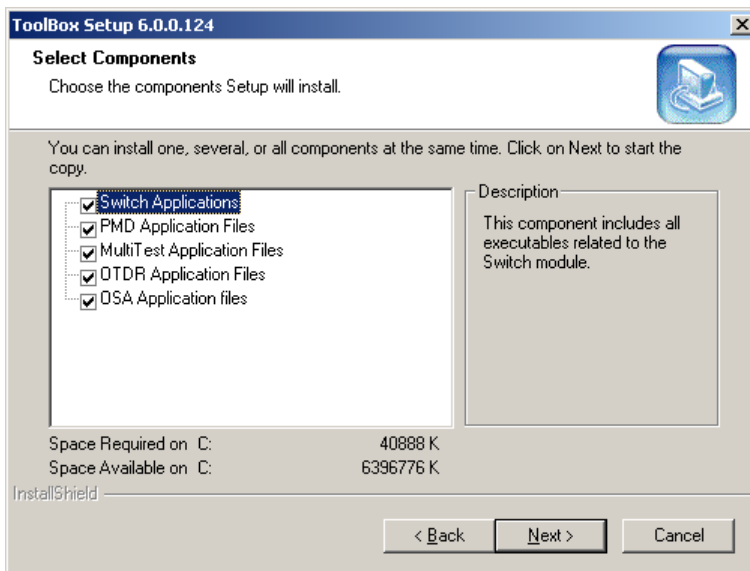 ToolBox Setup 6.0.0.124
Select Components
Choose the components Setup will install.
You can install one, several, or all components at the same time. Click on Next to start the
copy.
Switch Applications
PMD Application Files
MultiTest Application Files
OTDR Application Files
OSA Application files
Description
This component includes all
executables related to the
Switch module.
Space Required on C: 40888 K
Space Available on C: 6396776 K
InstallShield
< Back Next > Cancel